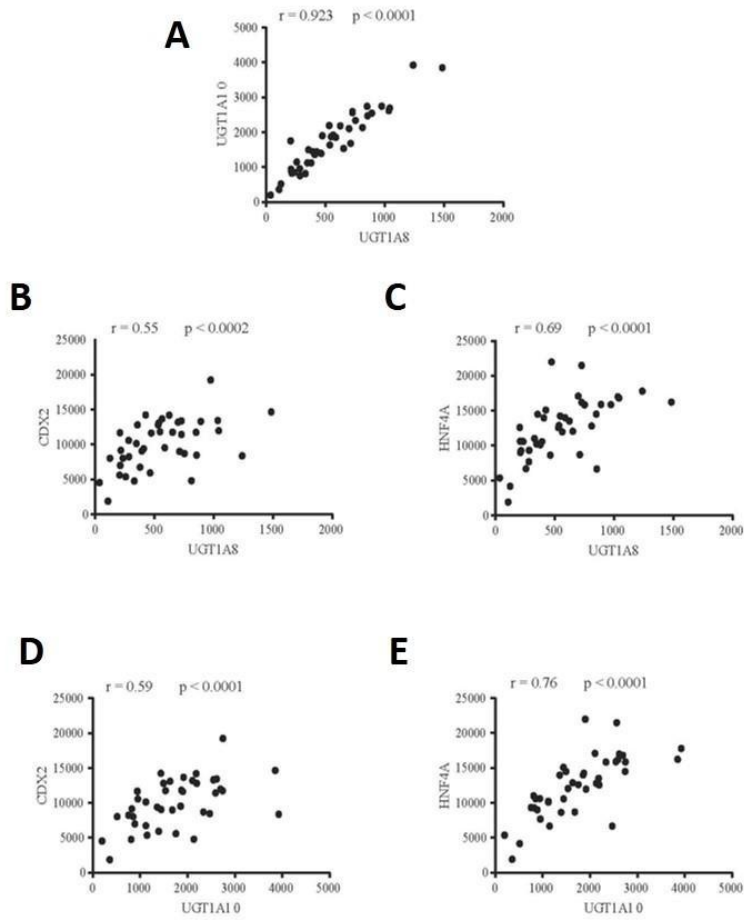 A
r = 0.923 p < 0.0001
5000
4000
3000
2000
1000
0
UGT1A1 0
0 500 1000 1500 2000
UGT1A8
B
r = 0.55 p < 0.0002
25000
20000
15000
10000
5000
0
CDX2
0 500 1000 1500 2000
UGT1A8
C
r = 0.69 p < 0.0001
25000
20000
15000
10000
5000
0
HNF4A
0 500 1000 1500 2000
UGT1A8
D
r = 0.59 p < 0.0001
25000
20000
15000
10000
5000
0
CDX2
0 1000 2000 3000 4000 5000
UGT1A1 0
E
r = 0.76 p < 0.0001
25000
20000
15000
10000
5000
0
HNF4A
0 1000 2000 3000 4000 5000
UGT1A1 0